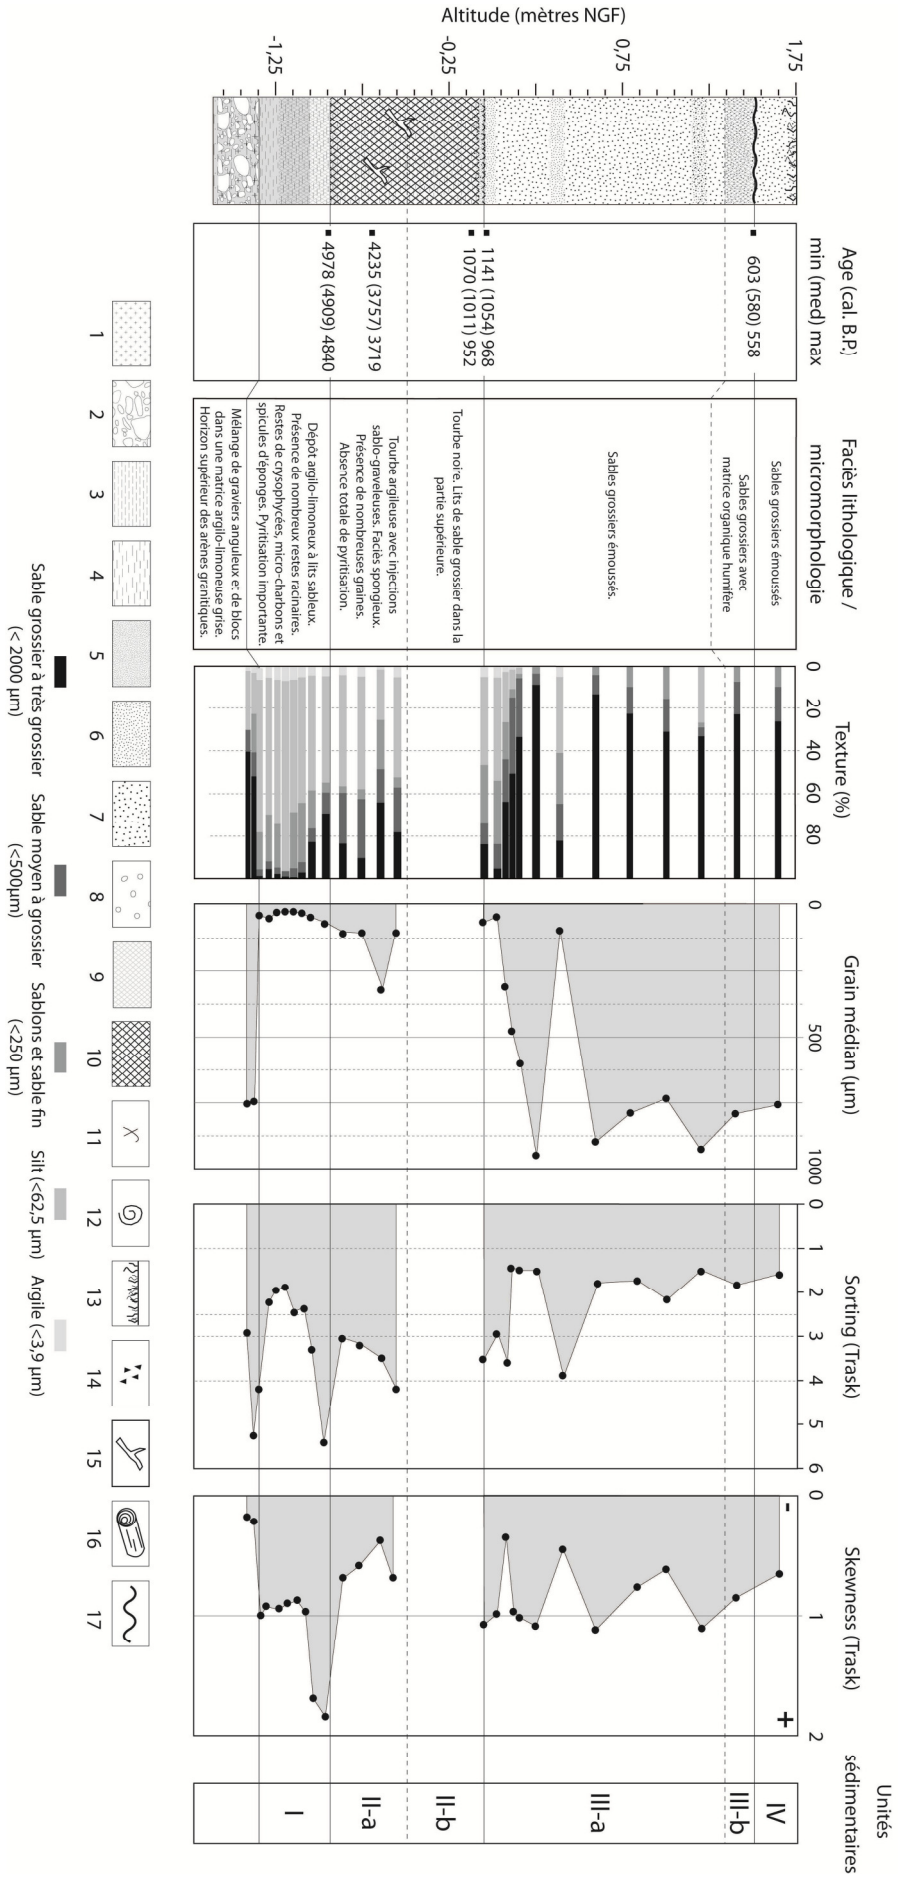 Altitude (mètres NGF)
1,75
0,75
-0,25
-1,25
Age (cal. B.P.)
min (med) max
603 (580) 558
1141 (1054) 968
1070 (1011) 952
4235 (3757) 3719
4978 (4909) 4840
Faciès lithologique /
micromorphologie
Sables grossiers émoussés
Sables grossiers avec
matrice organique humifère
Sables grossiers émoussés.
Tourbe noire. Lits de sable grossier dans la
partie supérieure.
Tourbe argileuse avec injections
sablo-graveleuses. Faciès spongieux.
Présence de nombreuses graines.
Absence totale de pyritisation.
Dépôt argilo-limoneux à lits sableux.
Présence de nombreux restes racinaires.
Restes de crysophycées, micro-charbons et
spicules d'éponges. Pyritisation importante.
Mélange de graviers anguleux et de blocs
dans une matrice argilo-limoneuse grise.
Horizon supérieur des arènes granitiques.
Texture (%)
0
20
40
60
80
Grain médian (µm)
0
500
1000
Sorting (Trask)
0
1
2
3
4
5
6
Skewness (Trask)
0
1
2
-
+
Unités
sédimentaires
IV
III-b
III-a
II-b
II-a
I
1
2
3
4
5
6
7
8
9
10
11
12
13
14
15
16
17
Sable grossier à très grossier
(< 2000 µm)
Sable moyen à grossier
(<500µm)
Sablons et sable fin
(<250 µm)
Silt (<62,5 µm)
Argile (<3,9 µm)